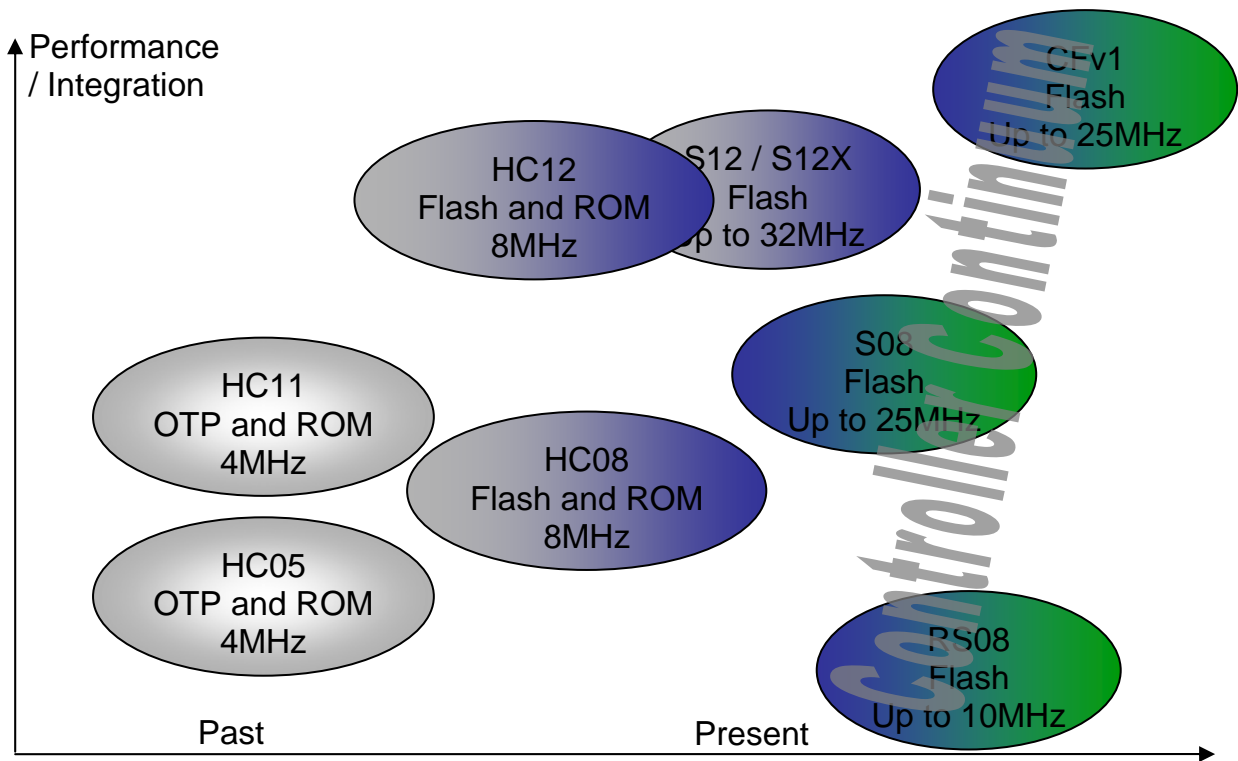 Performance
/ Integration
CFv1
Flash
Up to 25MHz
HC12
Flash and ROM
8MHz
S12 / S12X
Flash
Up to 32MHz
S08
Flash
Up to 25MHz
HC11
OTP and ROM
4MHz
HC08
Flash and ROM
8MHz
HC05
OTP and ROM
4MHz
RS08
Flash
Up to 10MHz
Controller Continuum
Past
Present